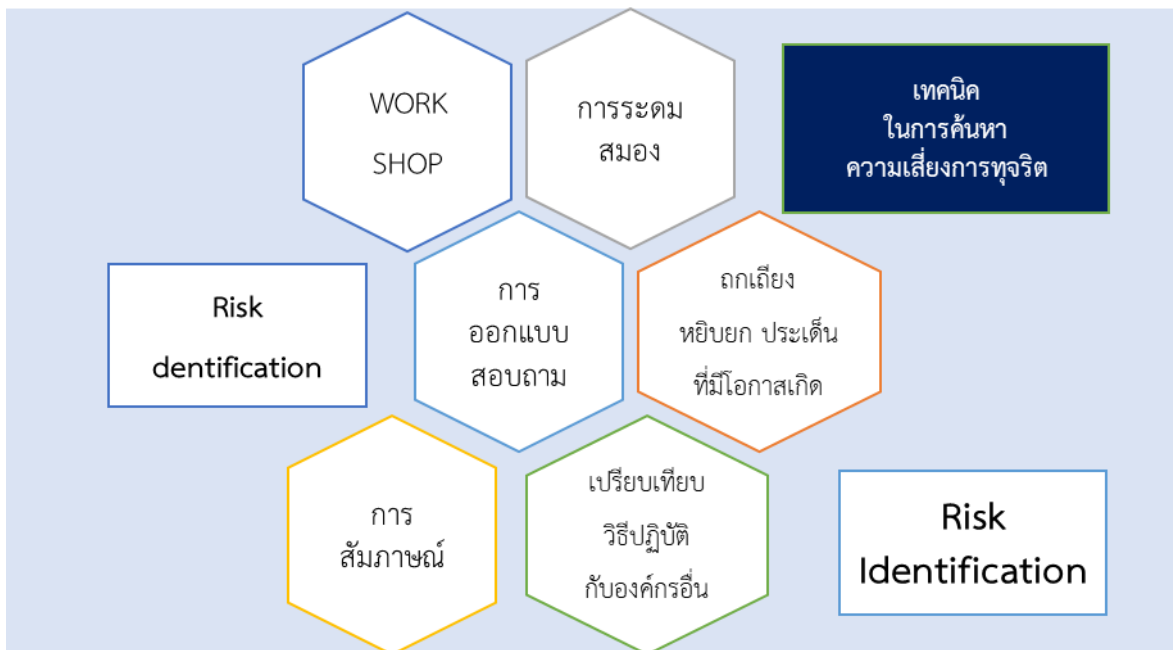 WORK
SHOP
การระดม
สมอง
เทคนิค
ในการค้นหา
ความเสี่ยงการทุจริต
Risk
dentification
การ
ออกแบบ
สอบถาม
ถกเถียง
หยิบยก ประเด็น
ที่มีโอกาสเกิด
การ
สัมภาษณ์
เปรียบเทียบ
วิธีปฏิบัติ
กับองค์กรอื่น
Risk
Identification